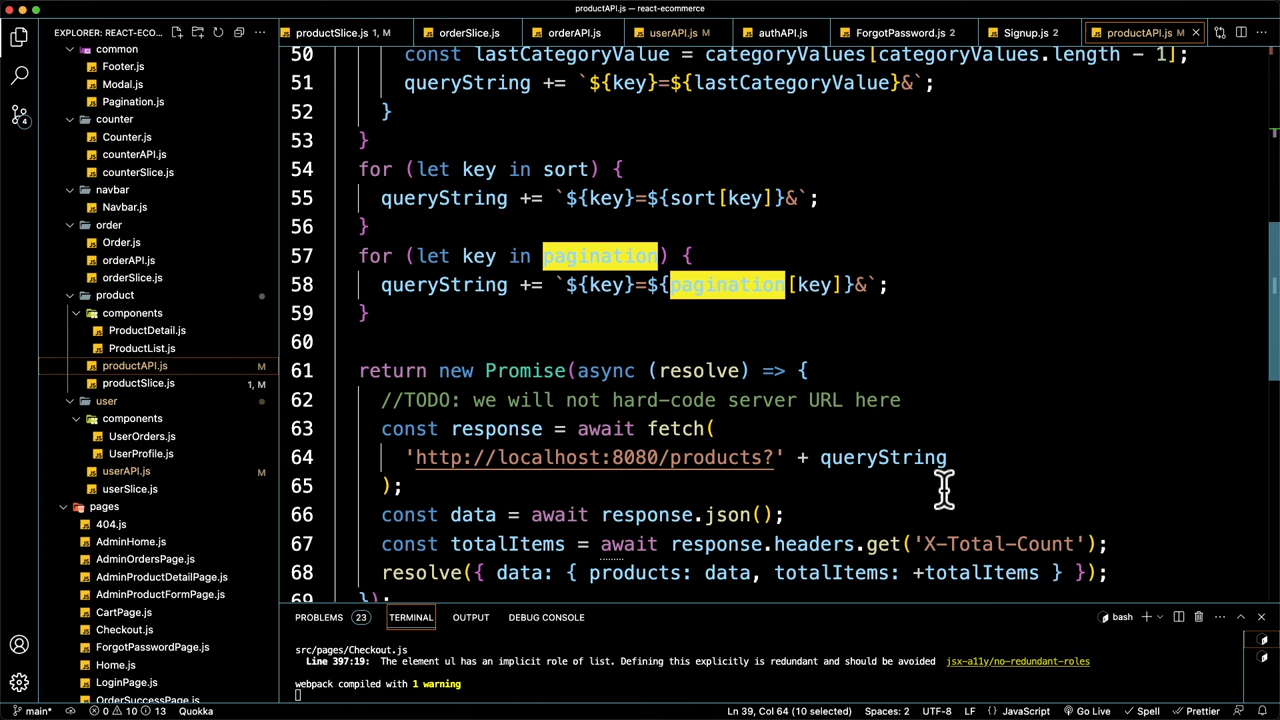 productAPI.js — react-ecommerce
EXPLORER: REACT-ECO...
productSlice.js 1, M
orderSlice.js
orderAPI.js
userAPI.js M
authAPI.js
ForgotPassword.js 2
Signup.js 2
productAPI.js M
common
Footer.js
Modal.js
Pagination.js
counter
Counter.js
counterAPI.js
counterSlice.js
navbar
Navbar.js
order
Order.js
orderAPI.js
orderSlice.js
product
components
ProductDetail.js
ProductList.js
productAPI.js M
productSlice.js 1, M
user
components
UserOrders.js
UserProfile.js
userAPI.js M
userSlice.js
pages
404.js
AdminHome.js
AdminOrdersPage.js
AdminProductDetailPage.js
AdminProductFormPage.js
CartPage.js
Checkout.js
ForgotPasswordPage.js
Home.js
LoginPage.js
OrderSuccessPage.js
4
50 const lastCategoryValue = categoryValues[categoryValues.length - 1];
51 queryString += `${key}=${lastCategoryValue}&`;
52 }
53 }
54 for (let key in sort) {
55 queryString += `${key}=${sort[key]}&`;
56 }
57 for (let key in pagination) {
58 queryString += `${key}=${pagination[key]}&`;
59 }
60
61 return new Promise(async (resolve) => {
62 //TODO: we will not hard-code server URL here
63 const response = await fetch(
64 'http://localhost:8080/products?' + queryString
65 );
66 const data = await response.json();
67 const totalItems = await response.headers.get('X-Total-Count');
68 resolve({ data: { products: data, totalItems: +totalItems } });
69 });
PROBLEMS 23 TERMINAL OUTPUT DEBUG CONSOLE bash
src/pages/Checkout.js
Line 397:19: The element ul has an implicit role of list. Defining this explicitly is redundant and should be avoided jsx-a11y/no-redundant-roles
webpack compiled with 1 warning
main* 0 10 13 Quokka Ln 39, Col 64 (10 selected) Spaces: 2 UTF-8 LF {} JavaScript Go Live Spell Prettier